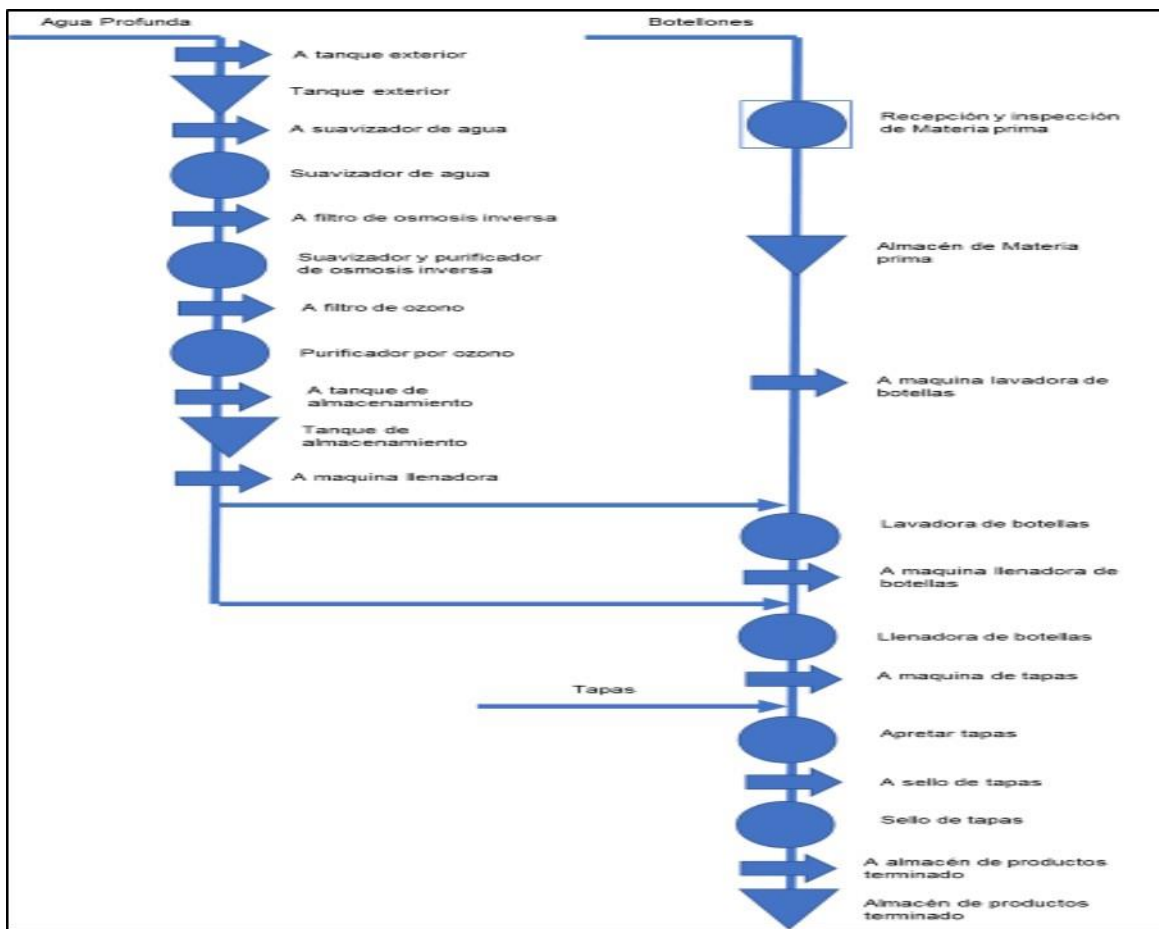 Agua Profunda
A tanque exterior
Tanque exterior
A suavizador de agua
Suavizador de agua
A filtro de osmosis inversa
Suavizador y purificador
de osmosis inversa
A filtro de ozono
Purificador por ozono
A tanque de
almacenamiento
Tanque de
almacenamiento
A maquina llenadora
Botellones
Recepción y inspección
de Materia prima
Almacén de Materia
prima
A maquina lavadora de
botellas
Lavadora de botellas
A maquina llenadora de
botellas
Llenadora de botellas
A maquina de tapas
Tapas
Apretar tapas
A sello de tapas
Sello de tapas
A almacén de productos
terminado
Almacén de productos
terminado